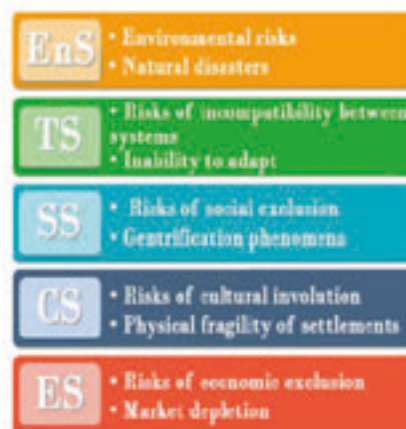 EnS
• Environmental risks
• Natural disasters
TS
• Risks of incompatibility between
systems
• Inability to adapt
SS
• Risks of social exclusion
• Gentrification phenomena
CS
• Risks of cultural involution
• Physical fragility of settlements
ES
• Risks of economic exclusion
• Market depletion